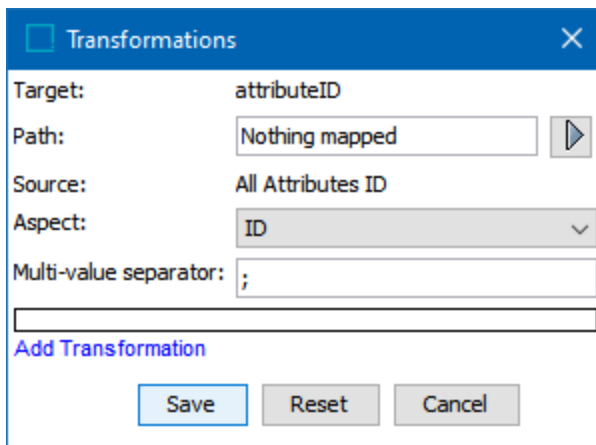 Transformations
Target: attributeID
Path: Nothing mapped
Source: All Attributes ID
Aspect: ID
Multi-value separator: ;
Add Transformation
Save Reset Cancel